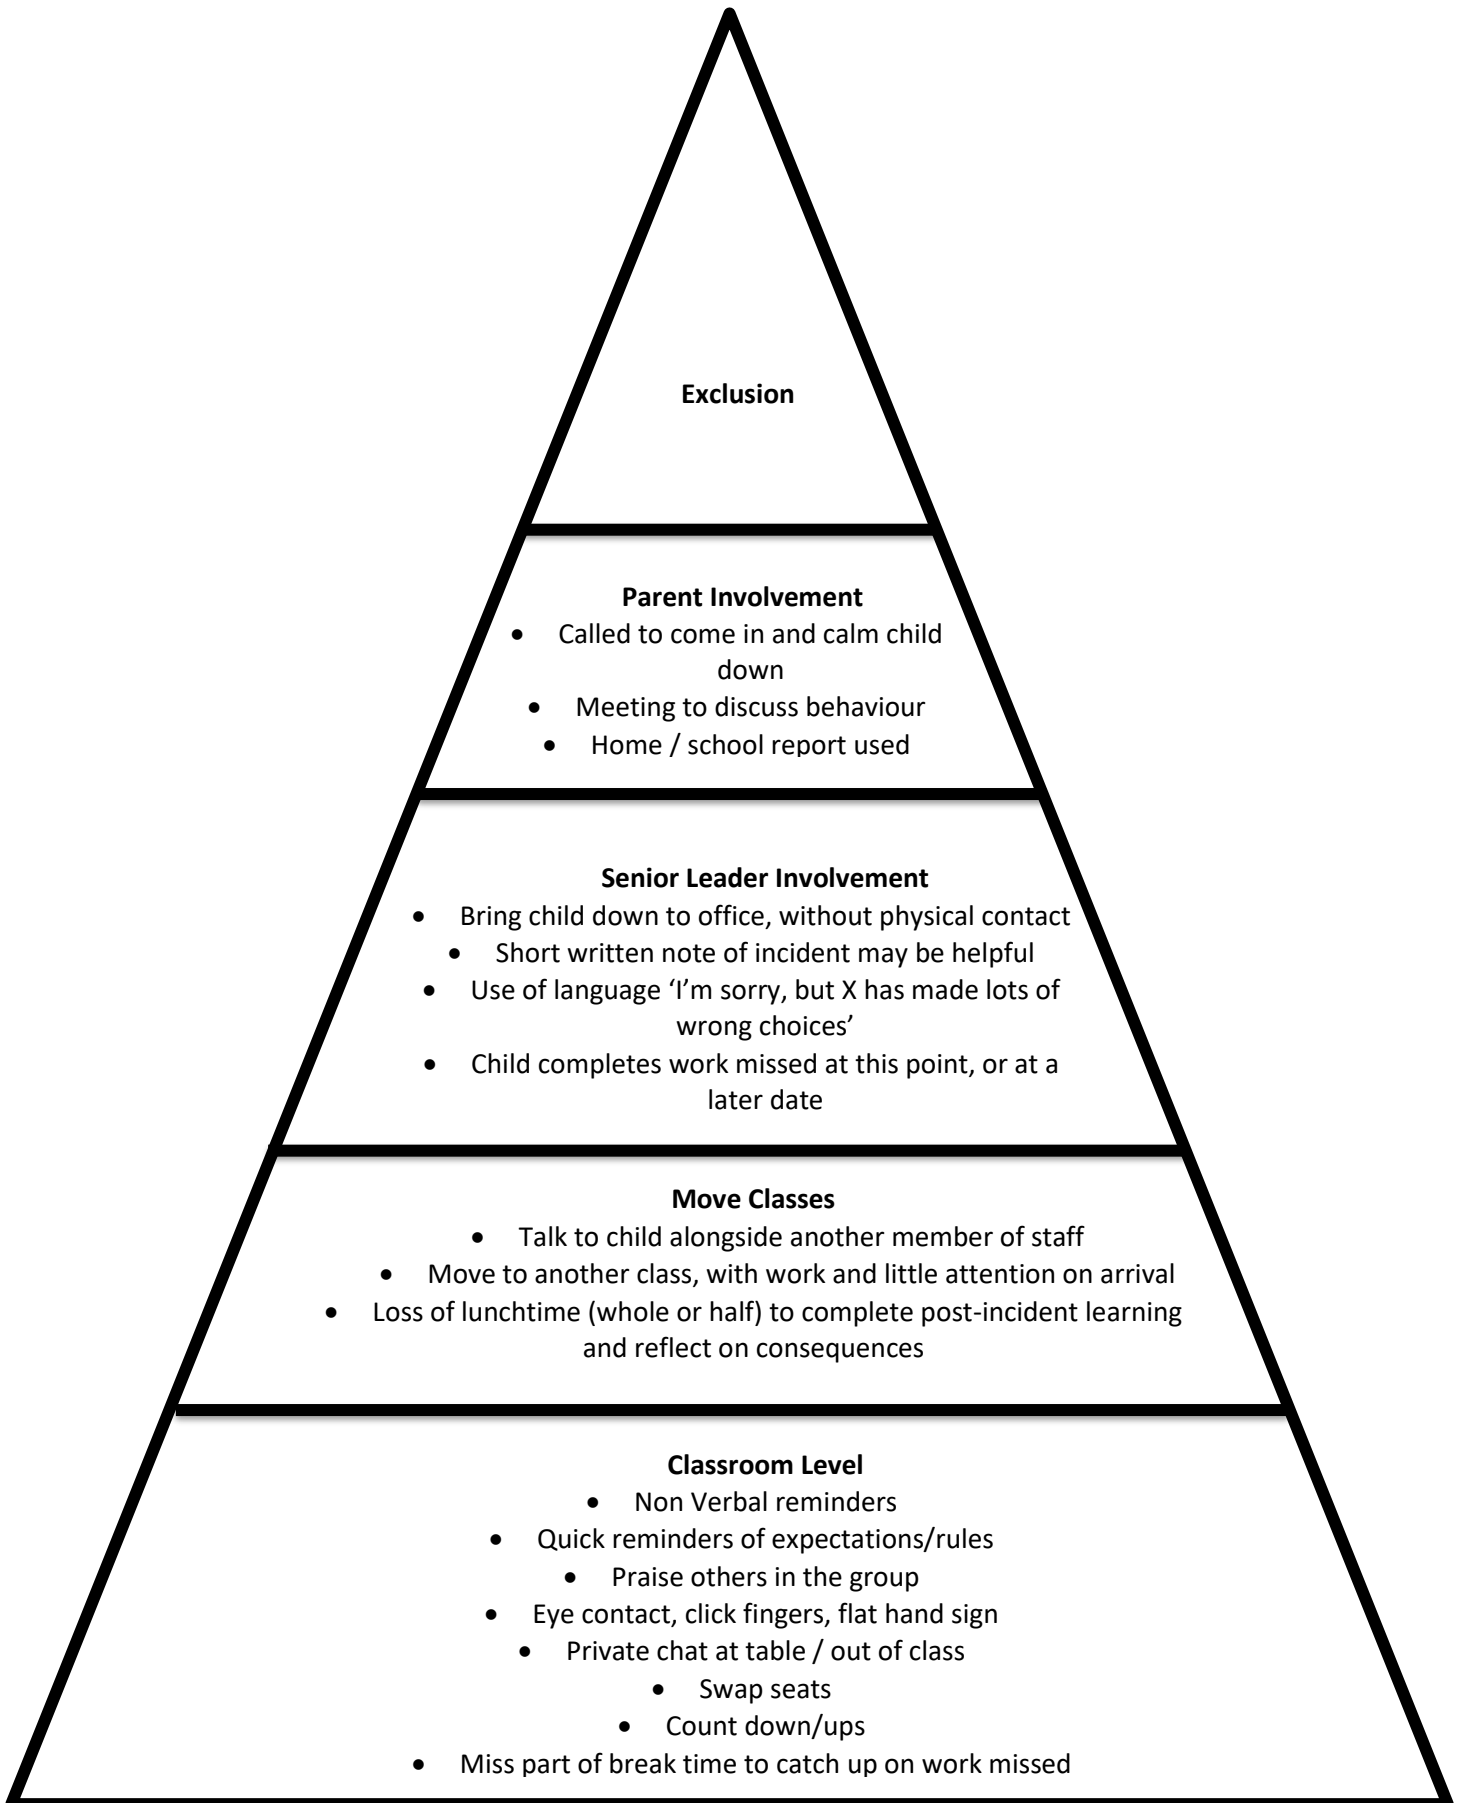 Exclusion
Parent Involvement
• Called to come in and calm child
down
• Meeting to discuss behaviour
• Home / school report used
Senior Leader Involvement
• Bring child down to office, without physical contact
• Short written note of incident may be helpful
• Use of language ‘I’m sorry, but X has made lots of
wrong choices’
• Child completes work missed at this point, or at a
later date
Move Classes
• Talk to child alongside another member of staff
• Move to another class, with work and little attention on arrival
• Loss of lunchtime (whole or half) to complete post-incident learning
and reflect on consequences
Classroom Level
• Non Verbal reminders
• Quick reminders of expectations/rules
• Praise others in the group
• Eye contact, click fingers, flat hand sign
• Private chat at table / out of class
• Swap seats
• Count down/ups
• Miss part of break time to catch up on work missed